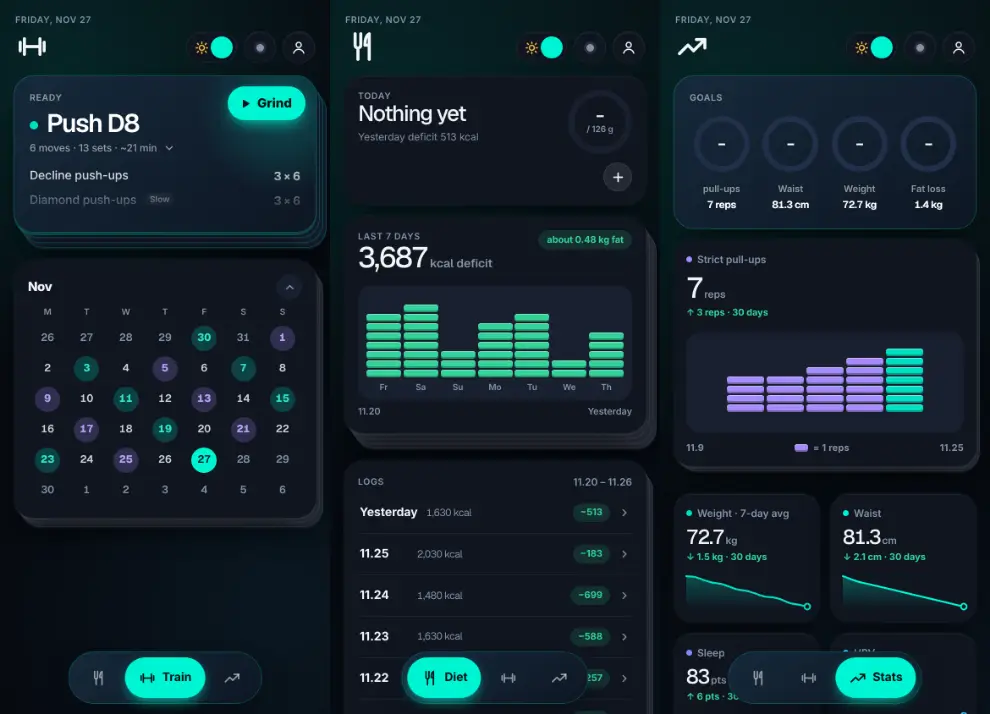 FRIDAY, NOV 27
READY
Grind
Push D8
6 moves · 13 sets · ~21 min
Decline push-ups 3 × 6
Diamond push-ups Slow 3 × 6
Nov
M T W T F S S
26 27 28 29 30 31 1
2 3 4 5 6 7 8
9 10 11 12 13 14 15
16 17 18 19 20 21 22
23 24 25 26 27 28 29
30 1 2 3 4 5 6
Train
FRIDAY, NOV 27
TODAY
Nothing yet
Yesterday deficit 513 kcal
-
/ 126 g
+
LAST 7 DAYS
about 0.48 kg fat
3,687 kcal deficit
Fr Sa Su Mo Tu We Th
11.20 Yesterday
LOGS 11.20 – 11.26
Yesterday 1,630 kcal −513
11.25 2,030 kcal −183
11.24 1,480 kcal −699
11.23 1,630 kcal −588
11.22 257
Diet
FRIDAY, NOV 27
GOALS
- - - -
pull-ups Waist Weight Fat loss
7 reps 81.3 cm 72.7 kg 1.4 kg
Strict pull-ups
7 reps
↑ 3 reps · 30 days
11.9 = 1 reps 11.25
Weight · 7-day avg
72.7 kg
↓ 1.5 kg · 30 days
Waist
81.3 cm
↓ 2.1 cm · 30 days
Sleep
83 pts
↑ 6 pts · 30
Stats